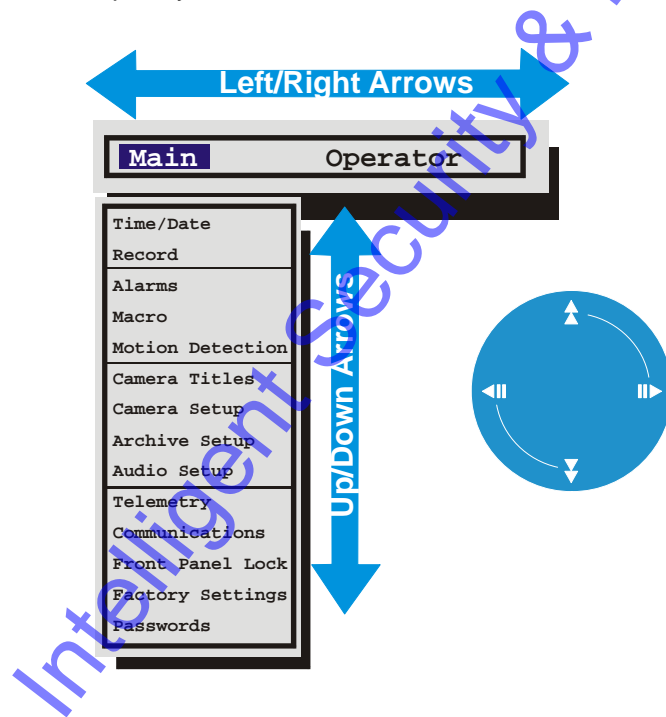 Left/Right Arrows
Main Operator
Time/Date
Record
Alarms
Macro
Motion Detection
Camera Titles
Camera Setup
Archive Setup
Audio Setup
Telemetry
Communications
Front Panel Lock
Factory Settings
Passwords
Up/Down Arrows
Intelligent Security &